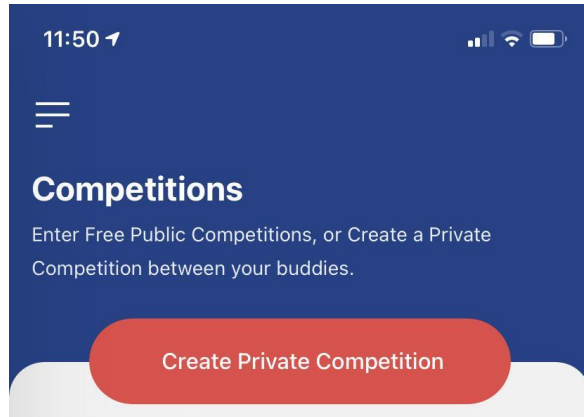 11:50
Competitions
Enter Free Public Competitions, or Create a Private
Competition between your buddies.
Create Private Competition